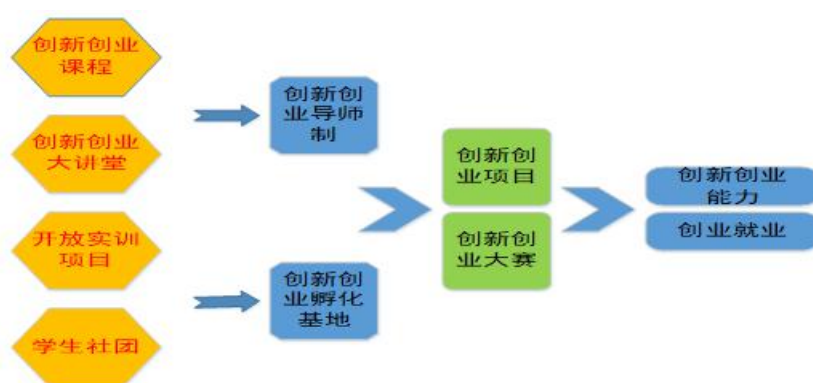 创新创业
课程
创新创业
大讲堂
开放实训
项目
学生社团
创新创
业导师
制
创新创
业孵化
基地
创新创
业项目
创新创
业大赛
创新创业
能力
创业就业